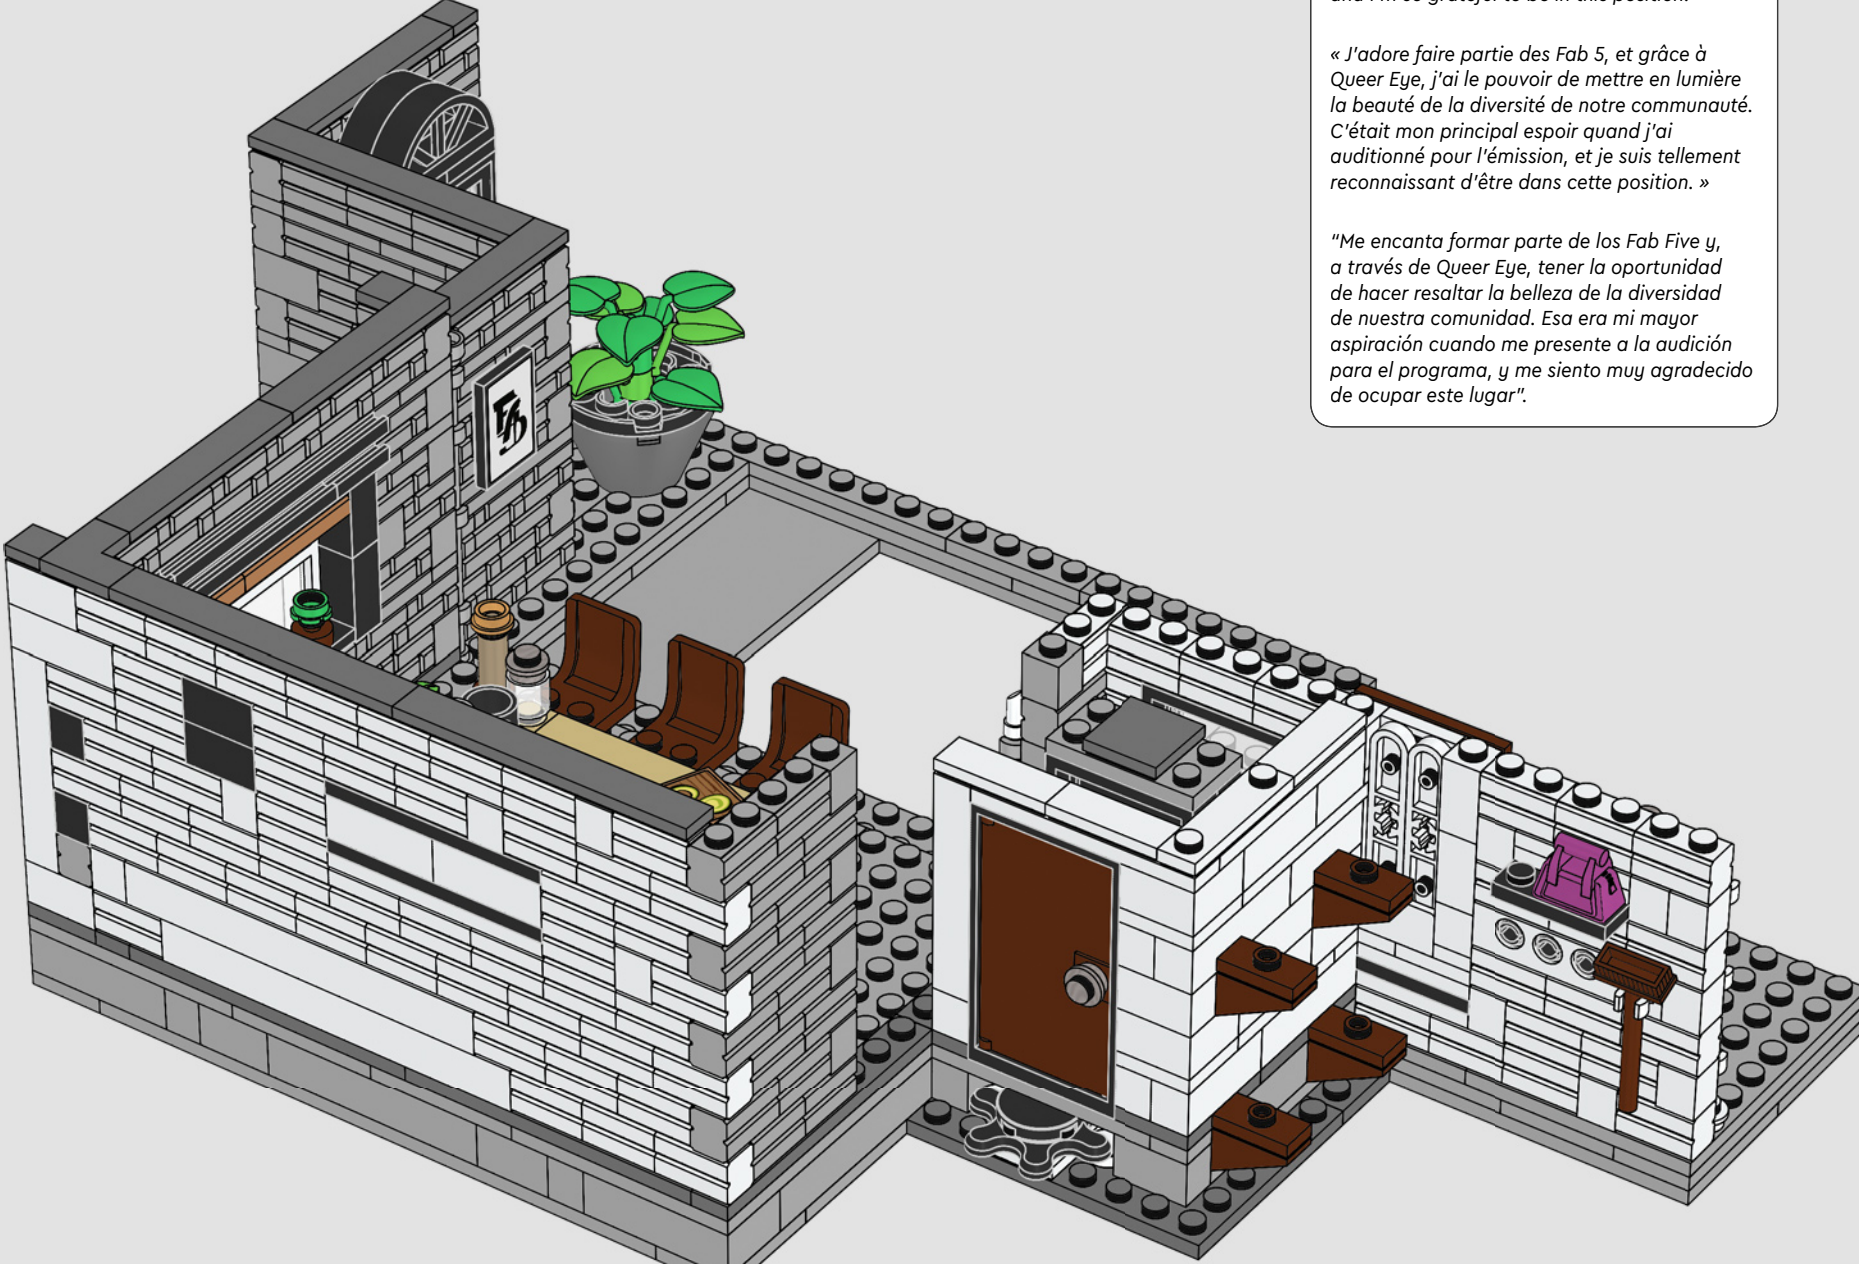 « J'adore faire partie des Fab 5, et grâce à
Queer Eye, j'ai le pouvoir de mettre en lumière
la beauté de la diversité de notre communauté.
C'était mon principal espoir quand j'ai
auditionné pour l'émission, et je suis tellement
reconnaissant d'être dans cette position. »
“Me encanta formar parte de los Fab Five y,
a través de Queer Eye, tener la oportunidad
de hacer resaltar la belleza de la diversidad
de nuestra comunidad. Esa era mi mayor
aspiración cuando me presente a la audición
para el programa, y me siento muy agradecido
de ocupar este lugar”.
FAB